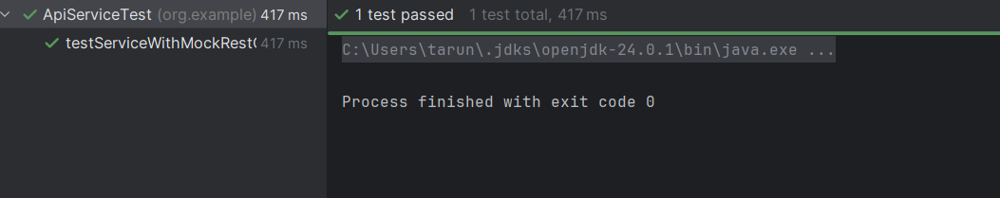 ApiServiceTest (org.example) 417 ms
testServiceWithMockRest 417 ms
1 test passed 1 test total, 417 ms
C:\Users\tarun\.jdks\openjdk-24.0.1\bin\java.exe ...
Process finished with exit code 0